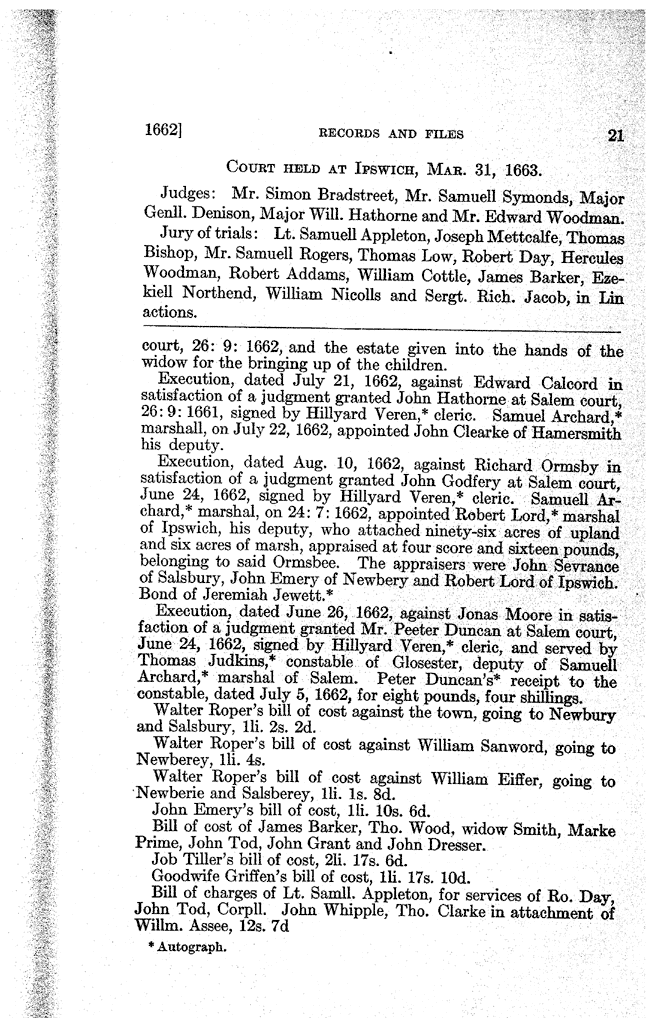 1662]
RECORDS AND FILES
21
COURT HELD AT IPSWICH, MAR. 31, 1663.
Judges: Mr. Simon Bradstreet, Mr. Samuell Symonds, Major
Genll. Denison, Major Will. Hathorne and Mr. Edward Woodman.
Jury of trials: Lt. Samuell Appleton, Joseph Mettcalfe, Thomas
Bishop, Mr. Samuell Rogers, Thomas Low, Robert Day, Hercules
Woodman, Robert Addams, William Cottle, James Barker, Eze-
kiell Northend, William Nicolls and Sergt. Rich. Jacob, in Lin
actions.
court, 26: 9: 1662, and the estate given into the hands of the
widow for the bringing up of the children.
Execution, dated July 21, 1662, against Edward Calcord in
satisfaction of a judgment granted John Hathorne at Salem court,
26: 9: 1661, signed by Hillyard Veren,* cleric. Samuel Archard,*
marshall, on July 22, 1662, appointed John Clearke of Hamersmith
his deputy.
Execution, dated Aug. 10, 1662, against Richard Ormsby in
satisfaction of a judgment granted John Godfery at Salem court,
June 24, 1662, signed by Hillyard Veren,* cleric. Samuell Ar-
chard,* marshal, on 24: 7: 1662, appointed Robert Lord,* marshal
of Ipswich, his deputy, who attached ninety-six acres of upland
and six acres of marsh, appraised at four score and sixteen pounds,
belonging to said Ormsbee. The appraisers were John Sevrance
of Salsbury, John Emery of Newbery and Robert Lord of Ipswich.
Bond of Jeremiah Jewett.*
Execution, dated June 26, 1662, against Jonas Moore in satis-
faction of a judgment granted Mr. Peeter Duncan at Salem court,
June 24, 1662, signed by Hillyard Veren,* cleric, and served by
Thomas Judkins,* constable of Glosester, deputy of Samuell
Archard,* marshal of Salem. Peter Duncan's* receipt to the
constable, dated July 5, 1662, for eight pounds, four shillings.
Walter Roper's bill of cost against the town, going to Newbury
and Salsbury, 1li. 2s. 2d.
Walter Roper's bill of cost against William Sanword, going to
Newberey, 1li. 4s.
Walter Roper's bill of cost against William Eiffer, going to
Newberie and Salsberey, 1li. 1s. 8d.
John Emery's bill of cost, 1li. 10s. 6d.
Bill of cost of James Barker, Tho. Wood, widow Smith, Marke
Prime, John Tod, John Grant and John Dresser.
Job Tiller's bill of cost, 2li. 17s. 6d.
Goodwife Griffen's bill of cost, 1li. 17s. 10d.
Bill of charges of Lt. Samll. Appleton, for services of Ro. Day,
John Tod, Corpll. John Whipple, Tho. Clarke in attachment of
Willm. Assee, 12s. 7d
* Autograph.